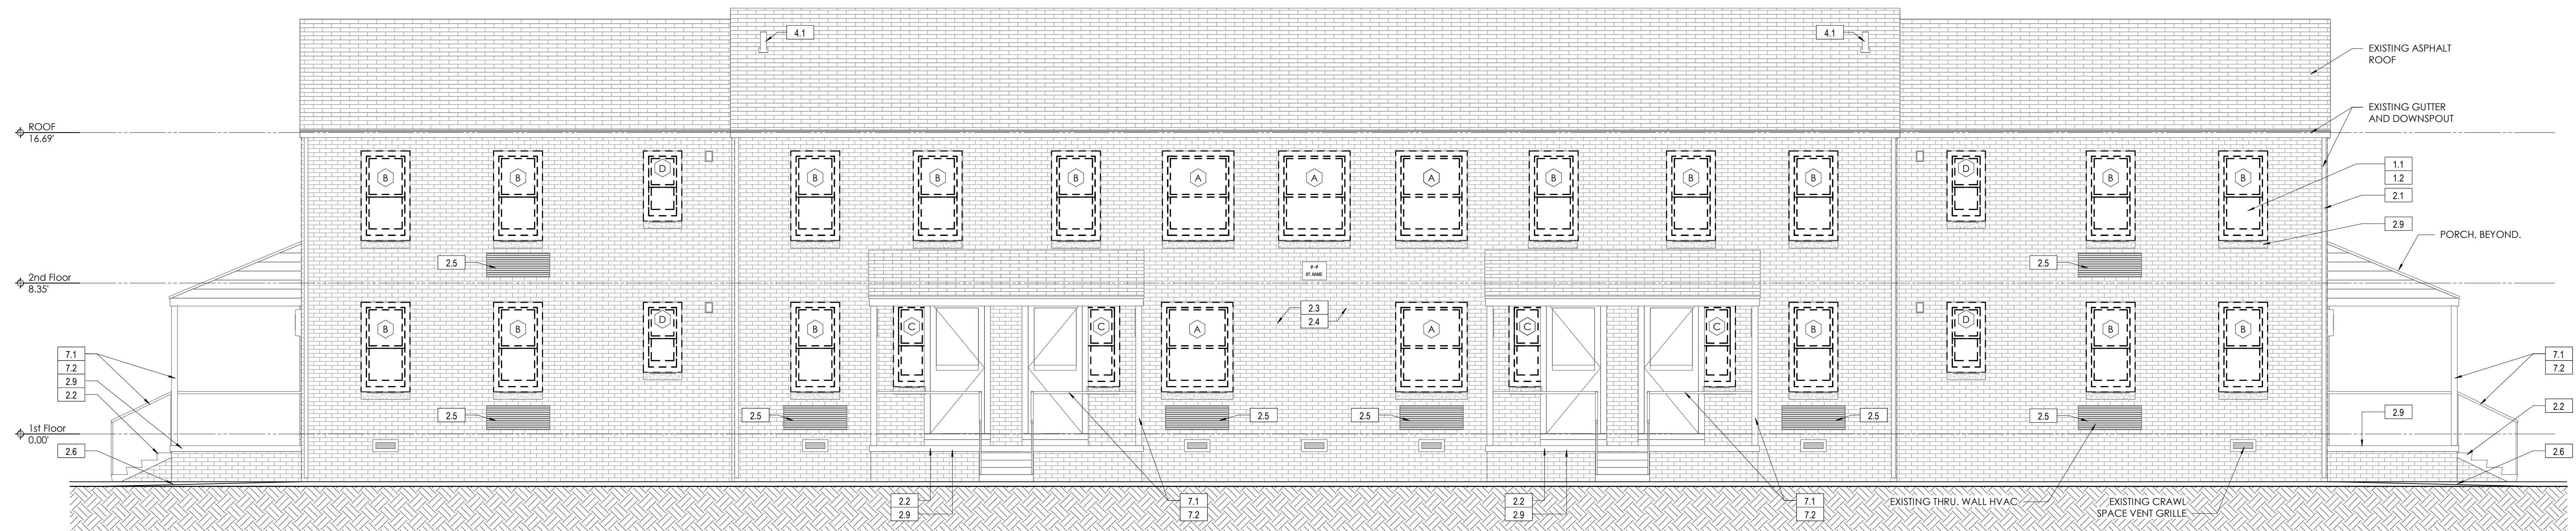 4.1
4.1
EXISTING ASPHALT
ROOF
EXISTING GUTTER
AND DOWNSPOUT
ROOF
16.69'
B
B
D
B
B
B
A
A
A
B
B
B
D
B
B
1.1
1.2
2.1
2.9
PORCH, BEYOND.
2.5
#-#
ST. NAME
2.5
2nd Floor
8.35'
2.3
2.4
B
B
D
B
C
C
A
A
C
C
B
D
B
B
7.1
7.2
2.9
2.2
7.1
7.2
2.5
2.5
2.5
2.5
2.5
2.5
2.9
2.2
1st Floor
0.00'
2.6
2.6
2.2
2.9
7.1
7.2
2.2
2.9
7.1
7.2
EXISTING THRU. WALL HVAC
EXISTING CRAWL
SPACE VENT GRILLE